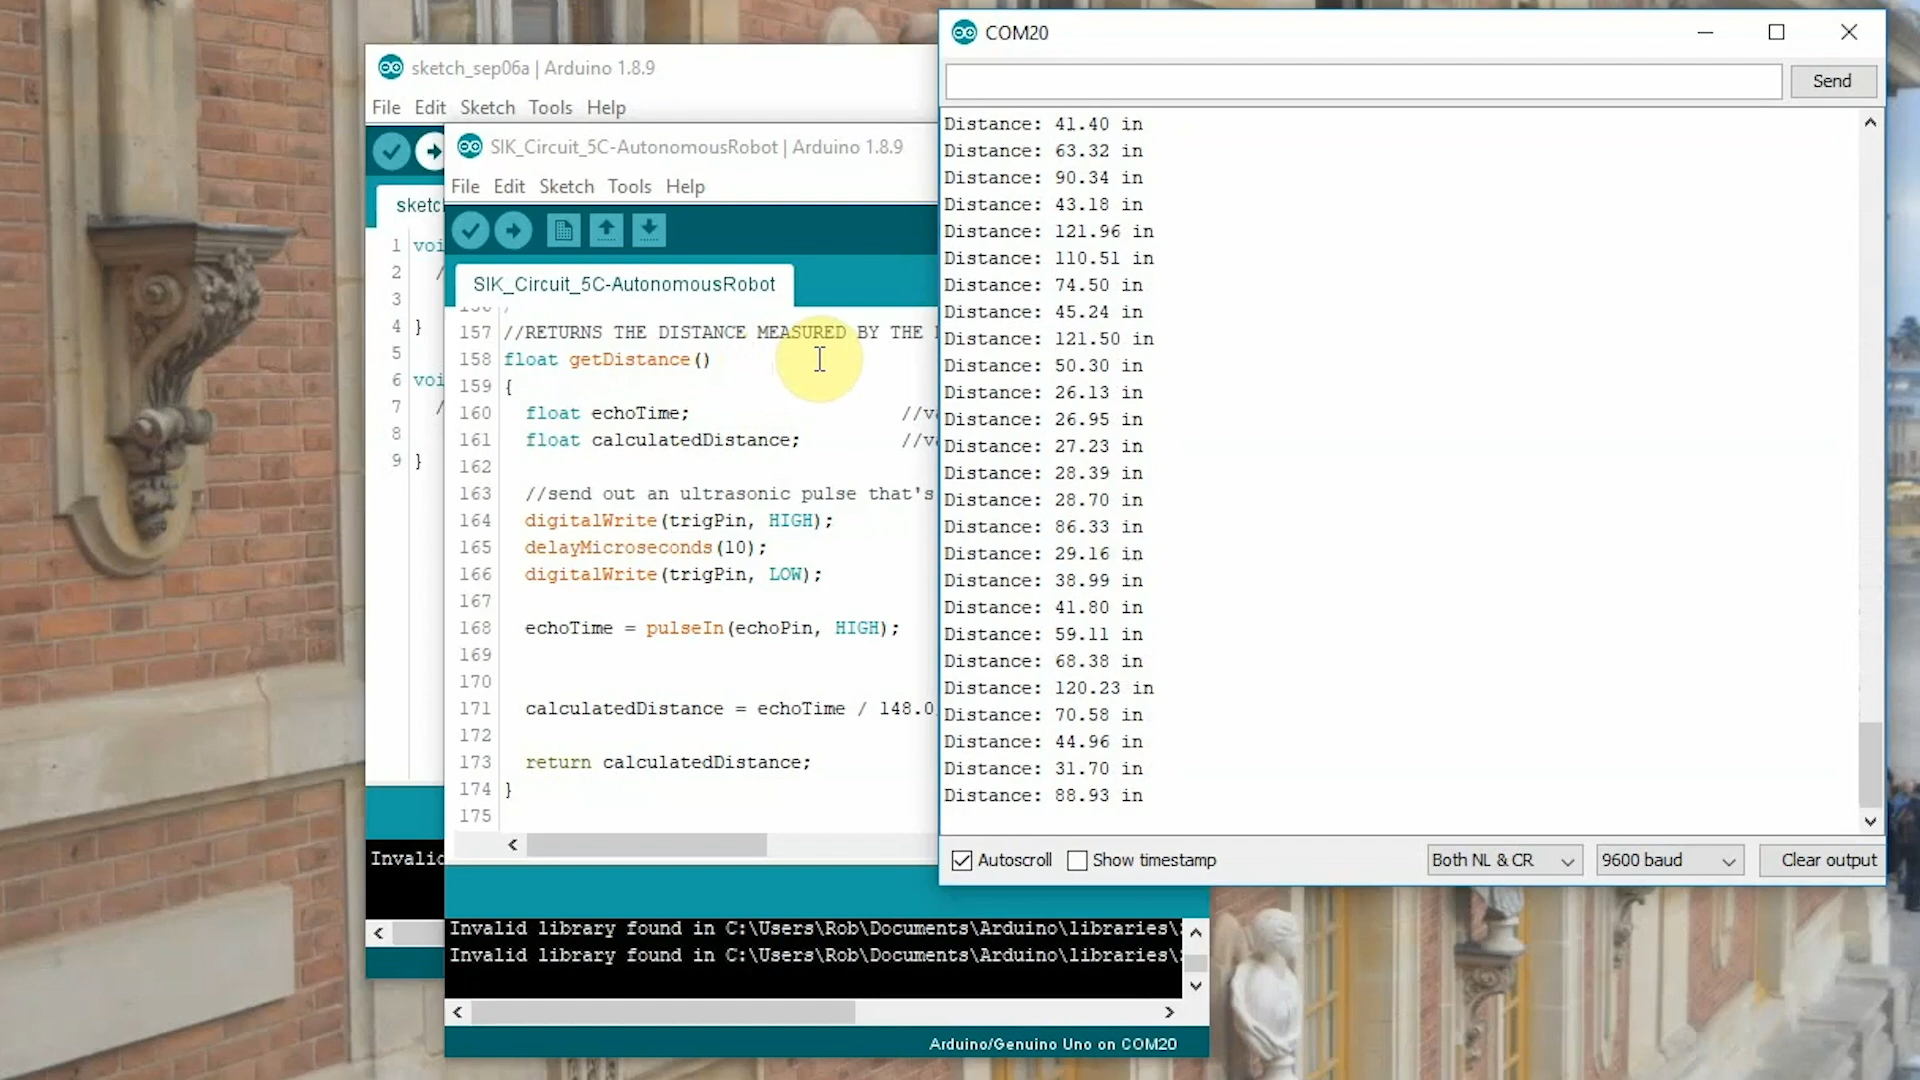 sketch_sep06a | Arduino 1.8.9
File Edit Sketch Tools Help
1 voi
2 /
3
4 }
5
6 voi
7 /
8
9 }
SIK_Circuit_5C-AutonomousRobot | Arduino 1.8.9
File Edit Sketch Tools Help
SIK_Circuit_5C-AutonomousRobot
157 //RETURNS THE DISTANCE MEASURED BY THE
158 float getDistance()
159 {
160 float echoTime; //v
161 float calculatedDistance; //v
162
163 //send out an ultrasonic pulse that's
164 digitalWrite(trigPin, HIGH);
165 delayMicroseconds(10);
166 digitalWrite(trigPin, LOW);
167
168 echoTime = pulseIn(echoPin, HIGH);
169
170
171 calculatedDistance = echoTime / 148.0
172
173 return calculatedDistance;
174 }
175
Invalid library found in C:\Users\Rob\Documents\Arduino\libraries\
Invalid library found in C:\Users\Rob\Documents\Arduino\libraries\
Arduino/Genuino Uno on COM20
COM20
Send
Distance: 41.40 in
Distance: 63.32 in
Distance: 90.34 in
Distance: 43.18 in
Distance: 121.96 in
Distance: 110.51 in
Distance: 74.50 in
Distance: 45.24 in
Distance: 121.50 in
Distance: 50.30 in
Distance: 26.13 in
Distance: 26.95 in
Distance: 27.23 in
Distance: 28.39 in
Distance: 28.70 in
Distance: 86.33 in
Distance: 29.16 in
Distance: 38.99 in
Distance: 41.80 in
Distance: 59.11 in
Distance: 68.38 in
Distance: 120.23 in
Distance: 70.58 in
Distance: 44.96 in
Distance: 31.70 in
Distance: 88.93 in
Autoscroll Show timestamp Both NL & CR 9600 baud Clear output